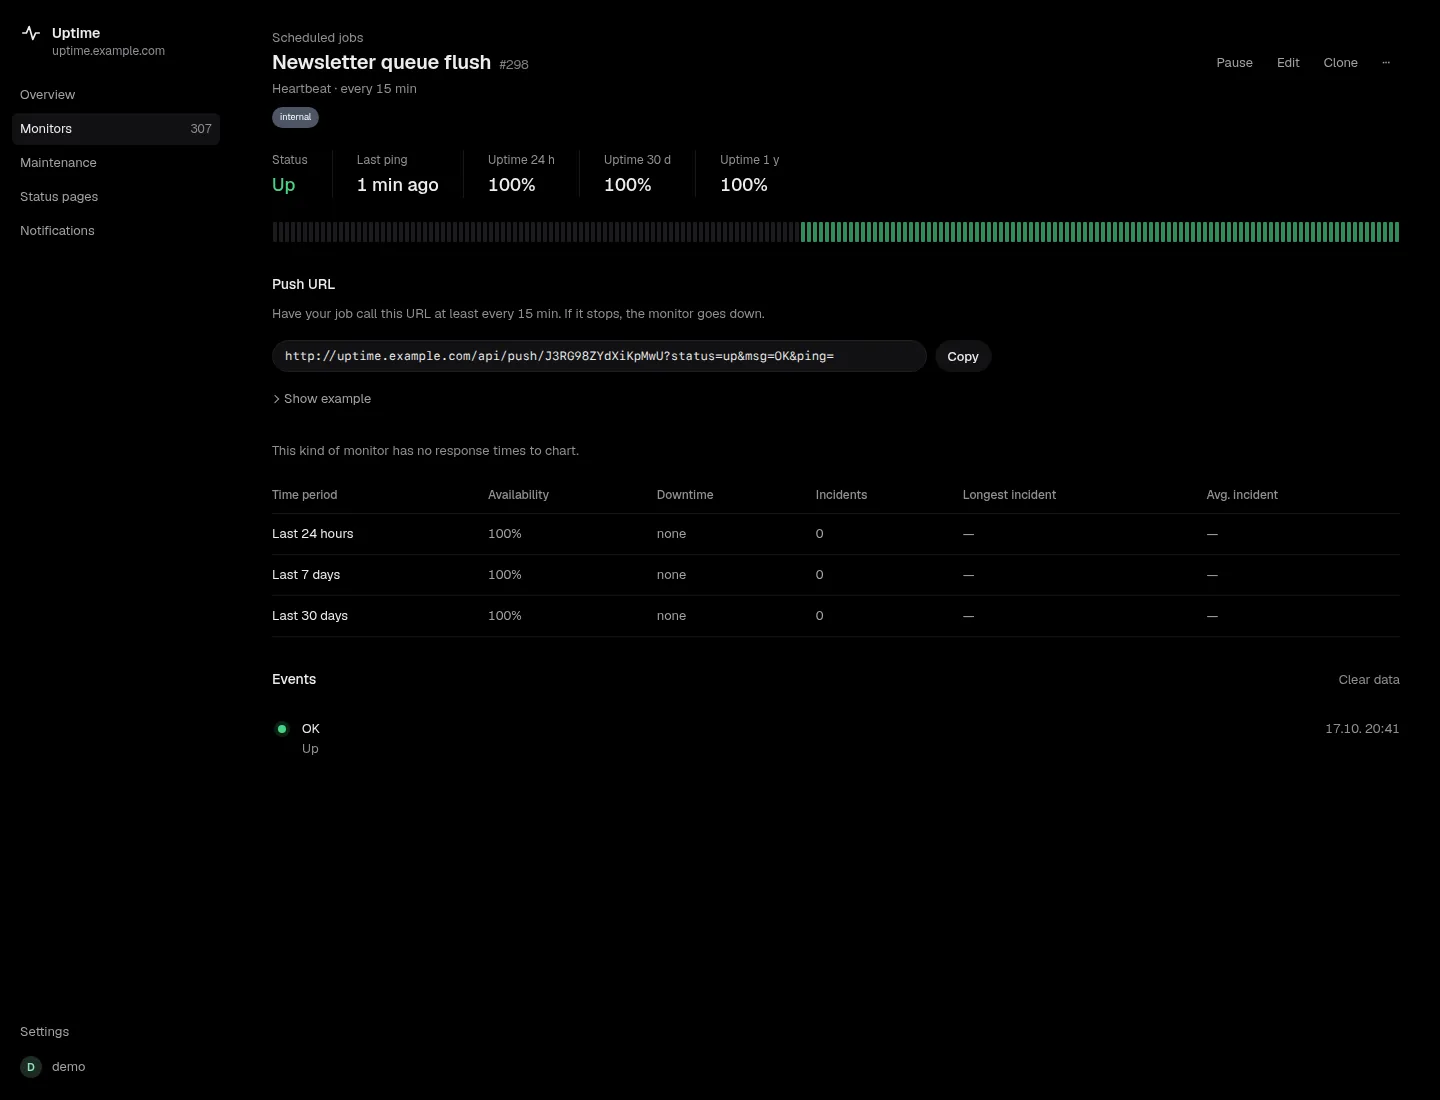 Uptime
uptime.example.com
Overview
Monitors 307
Maintenance
Status pages
Notifications
Settings
D demo
Scheduled jobs
Newsletter queue flush #298
Pause Edit Clone ···
Heartbeat · every 15 min
internal
Status Last ping Uptime 24 h Uptime 30 d Uptime 1 y
Up 1 min ago 100% 100% 100%
Push URL
Have your job call this URL at least every 15 min. If it stops, the monitor goes down.
http://uptime.example.com/api/push/J3RG98ZYdXiKpMwU?status=up&msg=OK&ping= Copy
Show example
This kind of monitor has no response times to chart.
Time period Availability Downtime Incidents Longest incident Avg. incident
Last 24 hours 100% none 0 — —
Last 7 days 100% none 0 — —
Last 30 days 100% none 0 — —
Events Clear data
OK 17.10. 20:41
Up